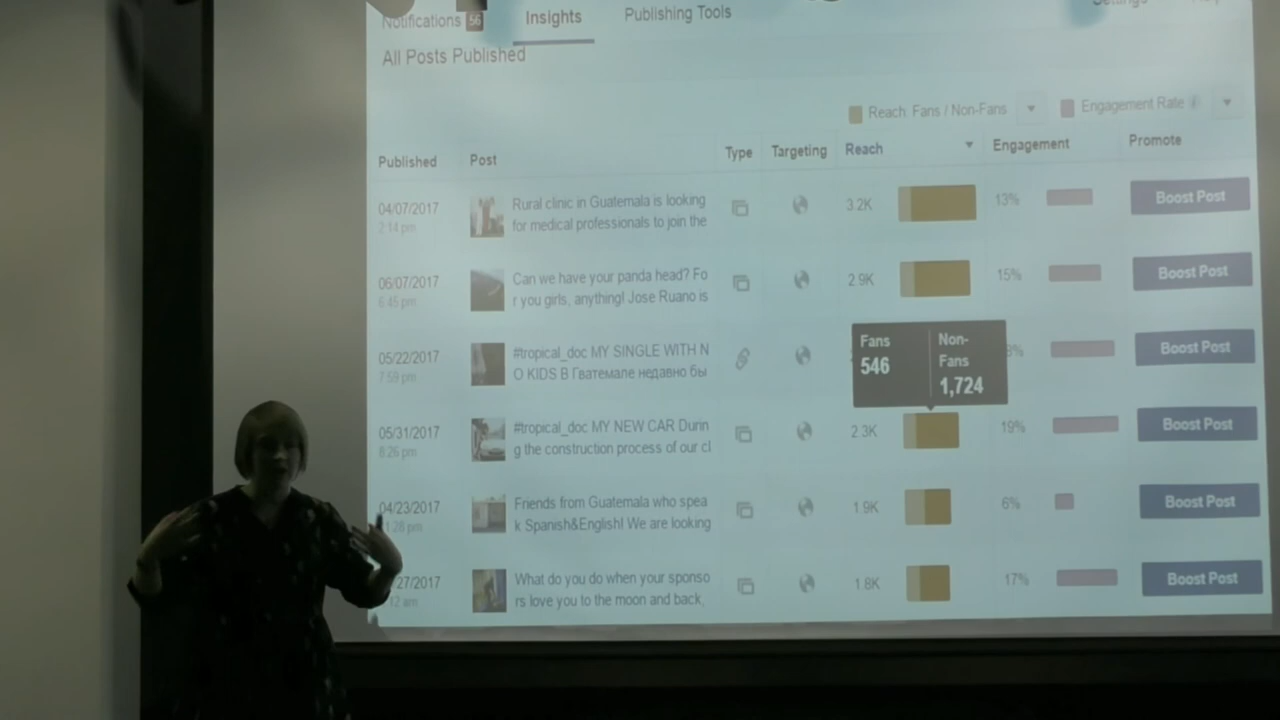 Notifications 56 Insights Publishing Tools
All Posts Published
Reach: Fans / Non-Fans Engagement Rate i
Published Post Type Targeting Reach Engagement Promote
04/07/2017
2:14 pm
Rural clinic in Guatemala is looking
for medical professionals to join the
3.2K 13% Boost Post
06/07/2017
6:45 pm
Can we have your panda head? Fo
r you girls, anything! Jose Ruano is
2.9K 15% Boost Post
05/22/2017
7:59 pm
#tropical_doc MY SINGLE WITH N
O KIDS В Гватемале недавно бы
Boost Post
Fans
546
Non-
Fans
1,724
05/31/2017
8:26 pm
#tropical_doc MY NEW CAR Durin
g the construction process of our cl
2.3K 19% Boost Post
04/23/2017
1:28 pm
Friends from Guatemala who spea
k Spanish&English! We are looking
1.9K 6% Boost Post
27/2017
12 am
What do you do when your sponso
rs love you to the moon and back,
1.8K 17% Boost Post